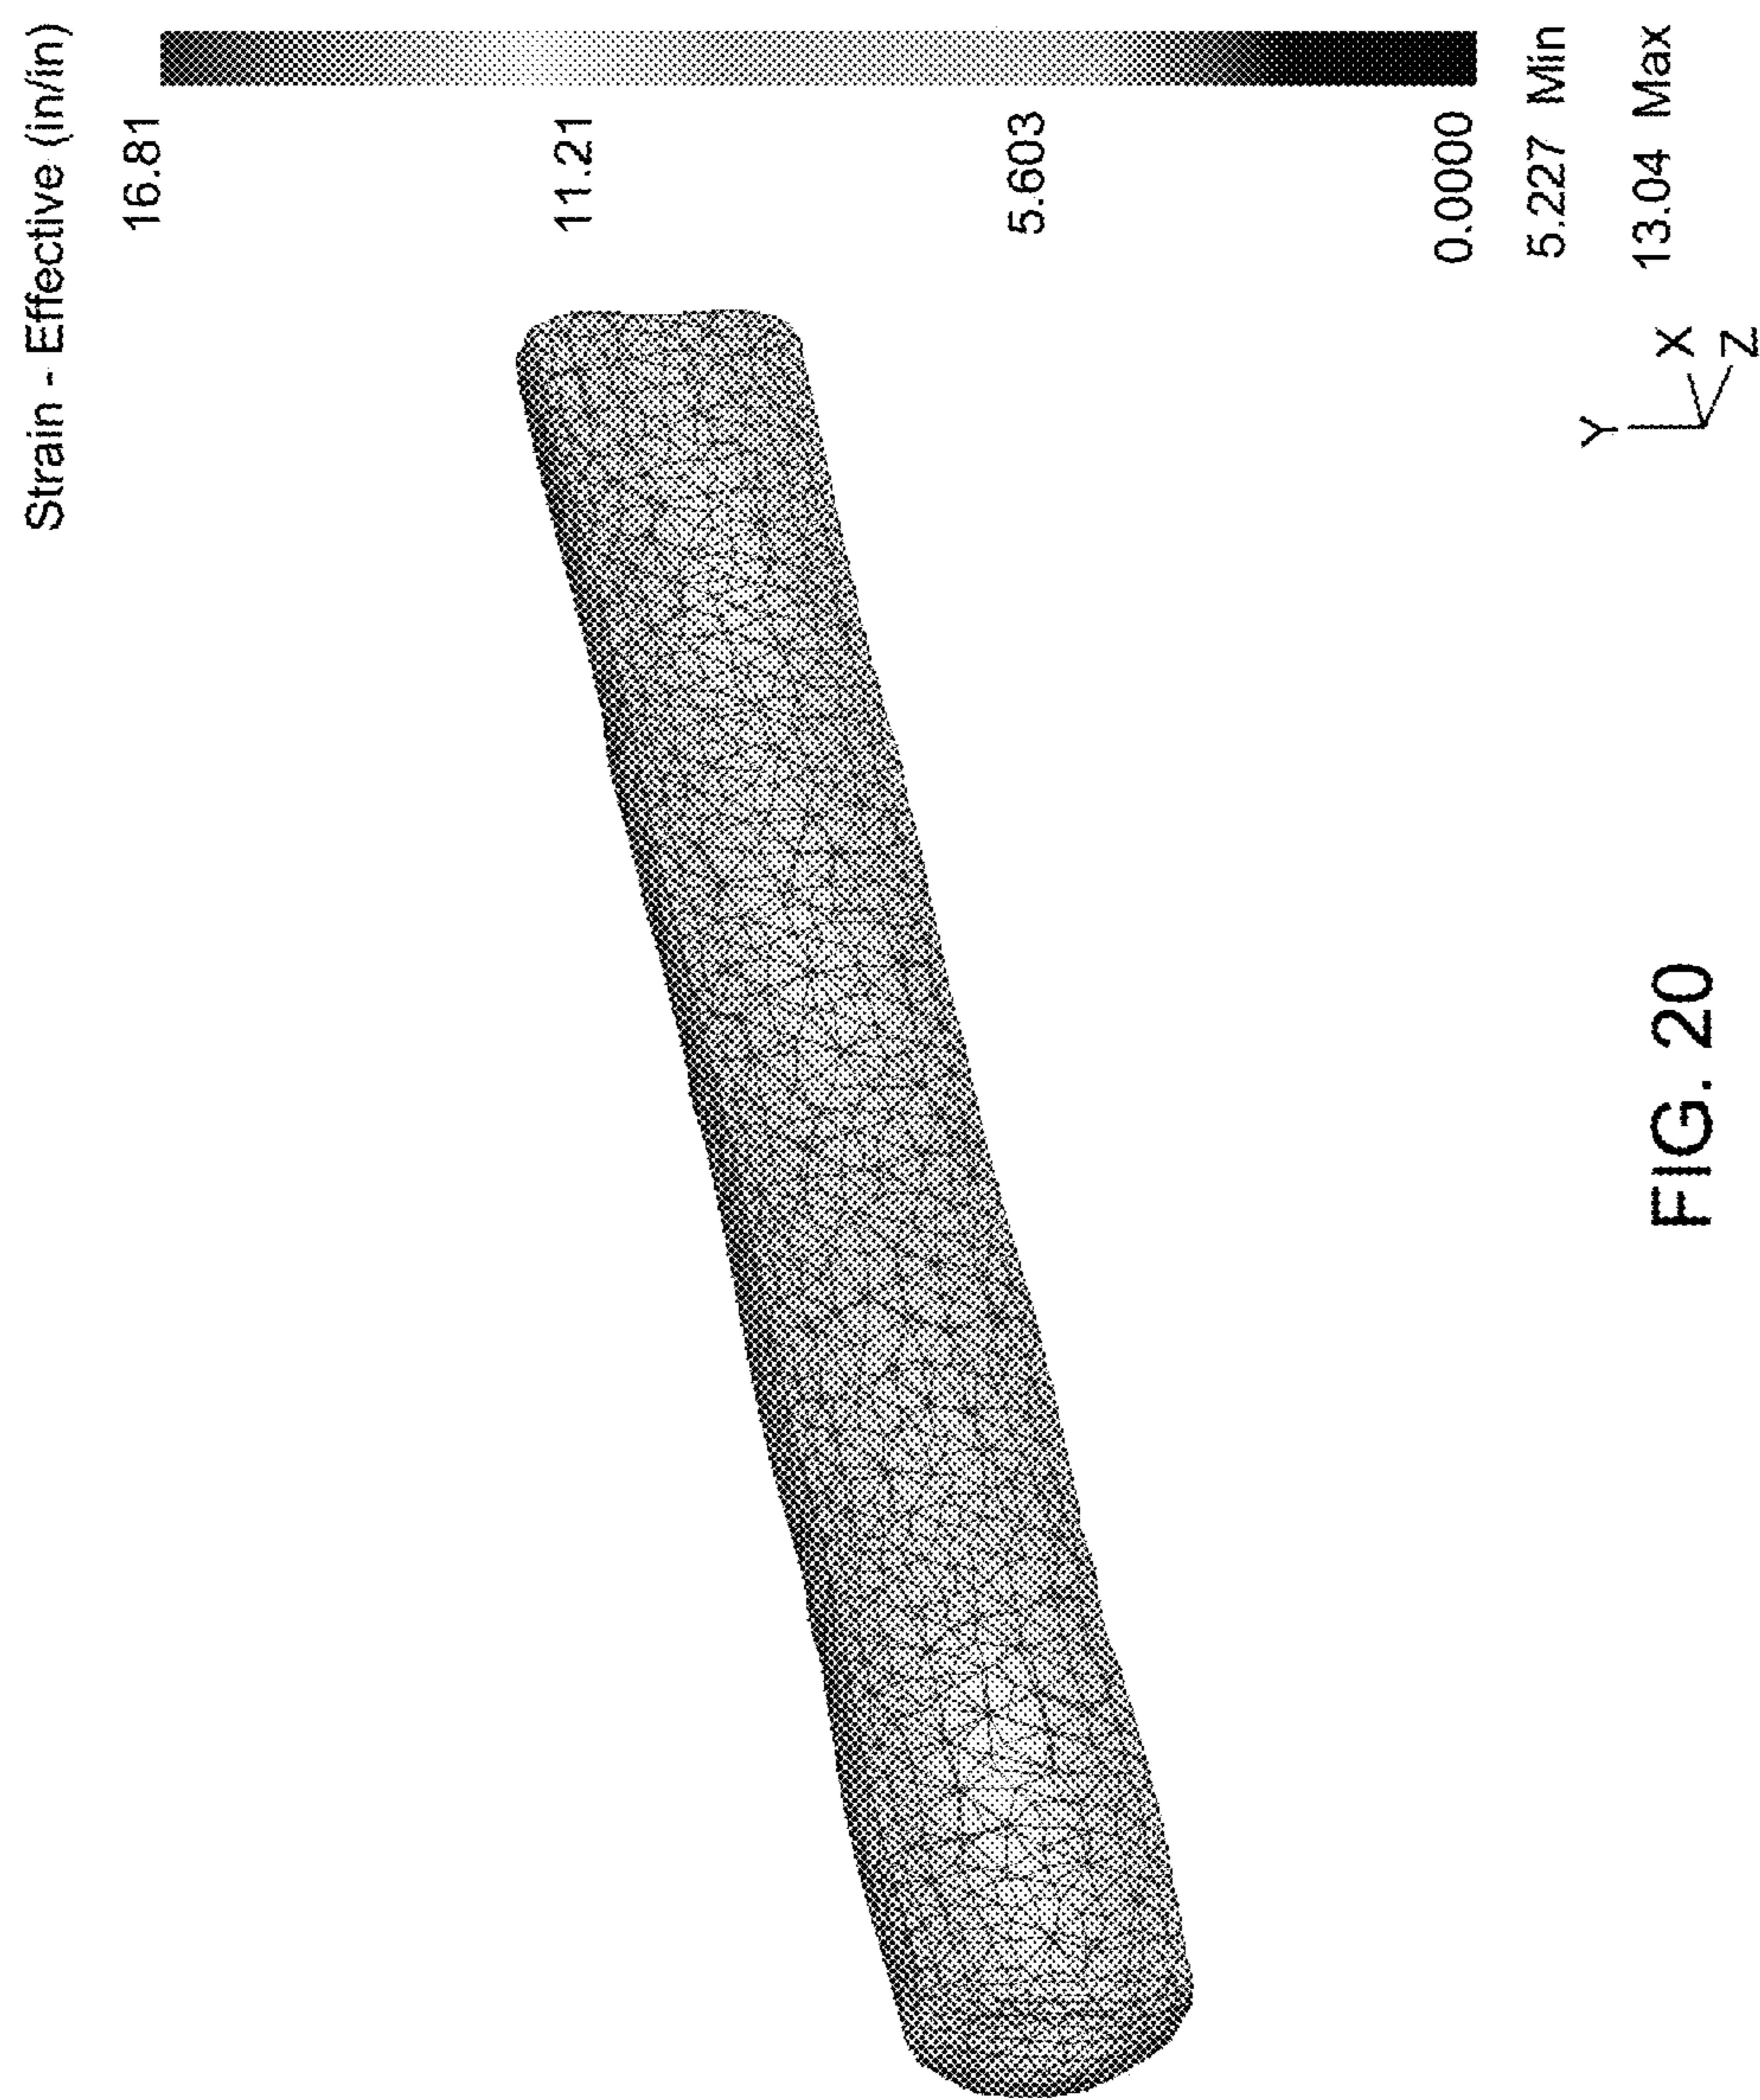 Strain - Effective (in/in)
16.81
11.21
5.603
0.0000
5.227 Min
13.04 Max
Y
X
Z
FIG. 20